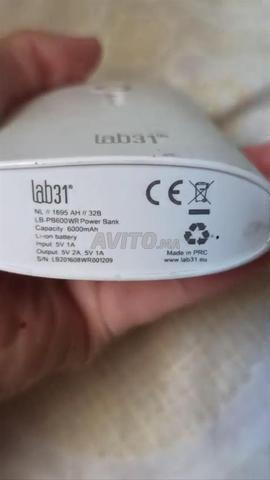 lab31
lab31
NL // 1695 AH // 32B
LB-PB600WR Power Bank
Capacity: 6000mAh
Li-ion battery
Input: 5V 1A
Output: 5V 2A, 5V 1A
S/N: LB201608WR001209
CE
AVITO.ma
Made in PRC
www.lab31.eu